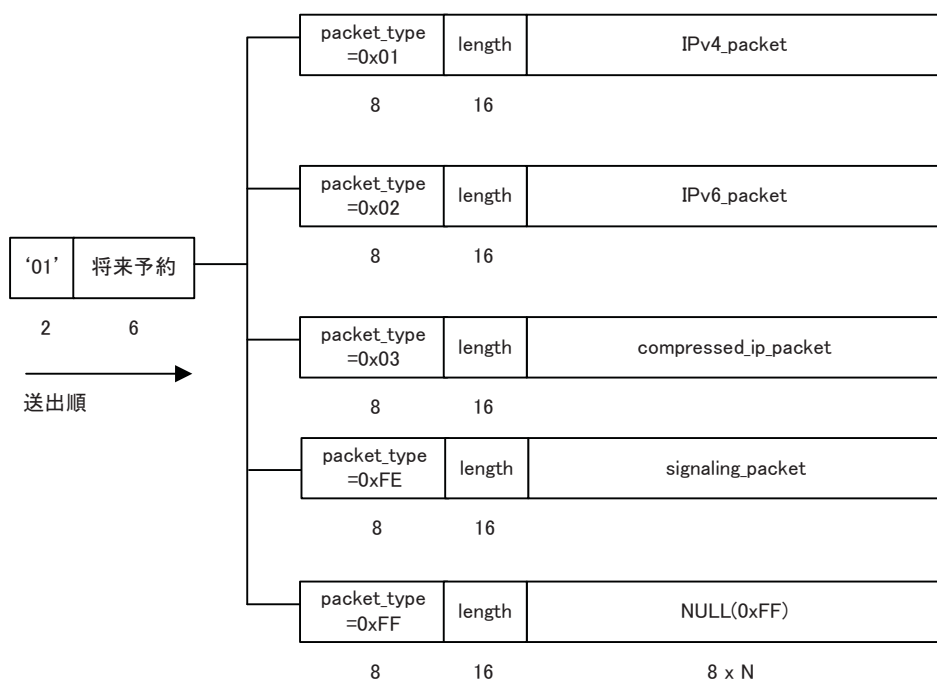 packet_type
=0x01
length
IPv4_packet
8
16
packet_type
=0x02
length
IPv6_packet
8
16
‘01’
将来予約
2
6
送出順
packet_type
=0x03
length
compressed_ip_packet
8
16
packet_type
=0xFE
length
signaling_packet
8
16
packet_type
=0xFF
length
NULL(0xFF)
8
16
8 x N